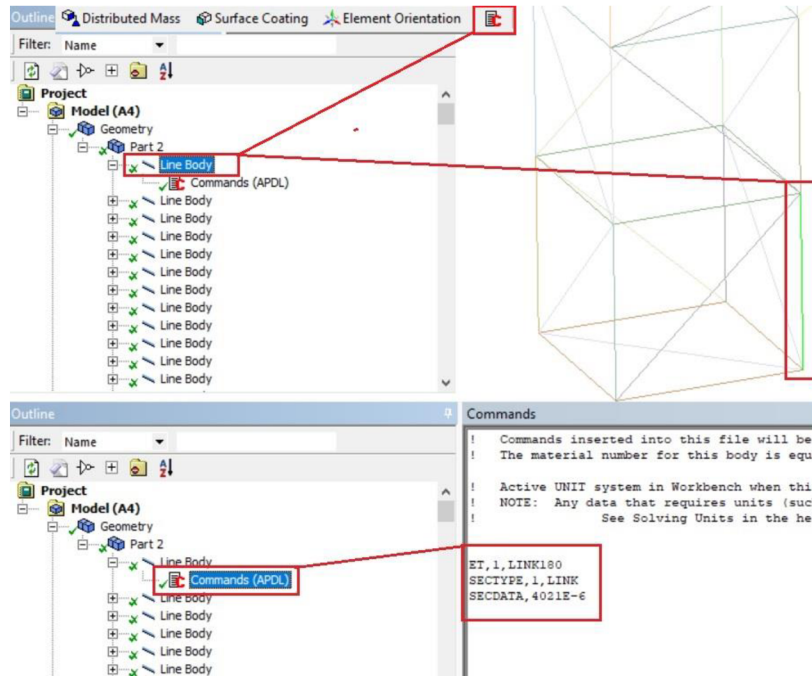 Outline Distributed Mass Surface Coating Element Orientation
Filter: Name
Project
Model (A4)
Geometry
Part 2
Line Body
Commands (APDL)
Line Body
Line Body
Line Body
Line Body
Line Body
Line Body
Line Body
Line Body
Line Body
Line Body
Line Body
Outline
Filter: Name
Project
Model (A4)
Geometry
Part 2
Line Body
Commands (APDL)
Line Body
Line Body
Line Body
Line Body
Line Body
Commands
! Commands inserted into this file will be
! The material number for this body is equ
! Active UNIT system in Workbench when thi
! NOTE: Any data that requires units (suc
! See Solving Units in the he
ET,1,LINK180
SECTYPE,1,LINK
SECDATA,4021E-6